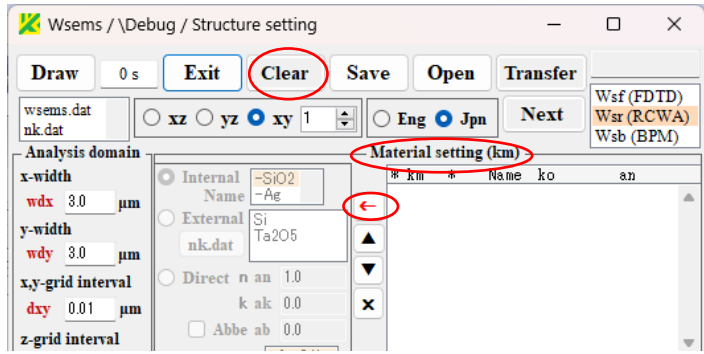 Wsems / \Debug / Structure setting
Draw 0 s Exit Clear Save Open Transfer
wsems.dat
nk.dat
xz yz xy 1 Eng Jpn Next
Wsf (FDTD)
Wsr (RCWA)
Wsb (BPM)
Analysis domain
x-width
wdx 3.0 μm
y-width
wdy 3.0 μm
x,y-grid interval
dxy 0.01 μm
z-grid interval
Internal Name
-SiO2
-Ag
External
nk.dat
Si
Ta2O5
Direct n an 1.0
k ak 0.0
Abbe ab 0.0
←
▲
▼
x
Material setting (km)
* km * Name ko an